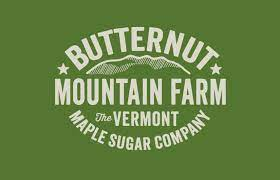 BUTTERNUT
MOUNTAIN FARM
The VERMONT
MAPLE SUGAR COMPANY